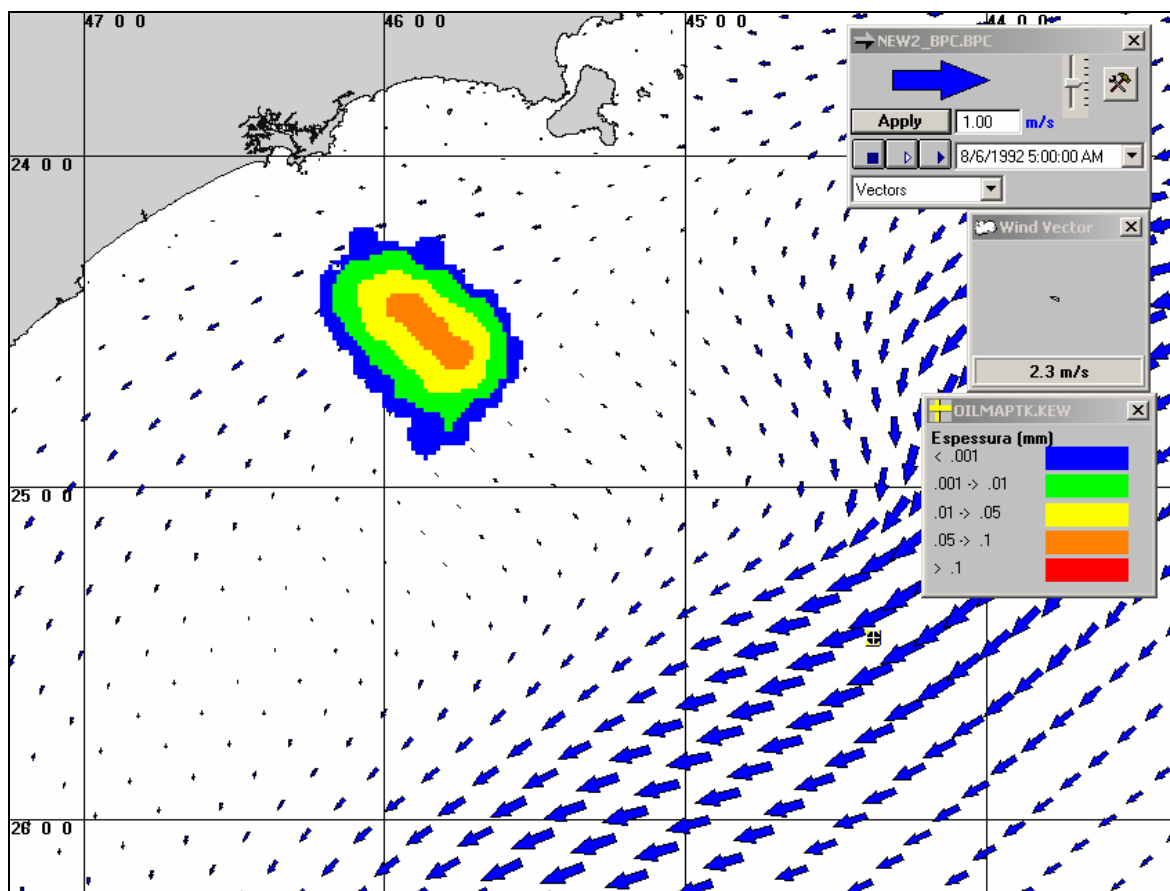 47 0 0
46 0 0
45' 0 0
44 0 0
NEW2_BPC.BPC
Apply
1.00
m/s
24 0 0
8/6/1992 5:00:00 AM
Vectors
Wind Vector
2.3 m/s
OILMAPTK.KEW
Espessura (mm)
< .001
.001 -> .01
.01 -> .05
.05 -> .1
> .1
25 0 0
26' 0 0